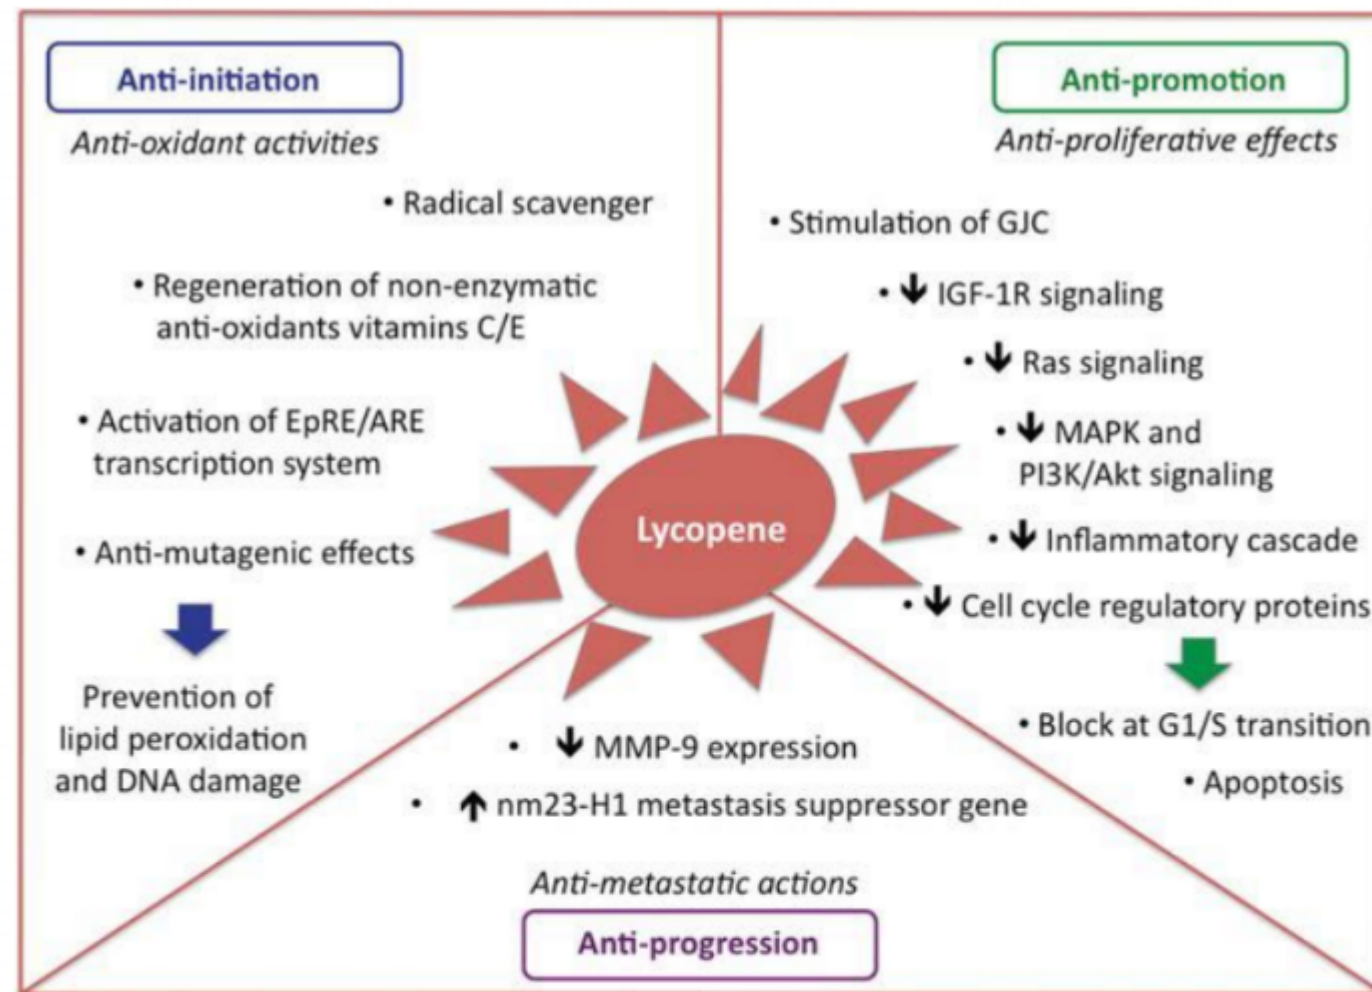 Anti-initiation
Anti-oxidant activities
• Radical scavenger
• Regeneration of non-enzymatic
anti-oxidants vitamins C/E
• Activation of EpRE/ARE
transcription system
• Anti-mutagenic effects
Prevention of
lipid peroxidation
and DNA damage
Anti-promotion
Anti-proliferative effects
• Stimulation of GJC
• ↓ IGF-1R signaling
• ↓ Ras signaling
• ↓ MAPK and
PI3K/Akt signaling
• ↓ Inflammatory cascade
• ↓ Cell cycle regulatory proteins
• Block at G1/S transition
• Apoptosis
Lycopene
• ↓ MMP-9 expression
• ↑ nm23-H1 metastasis suppressor gene
Anti-metastatic actions
Anti-progression